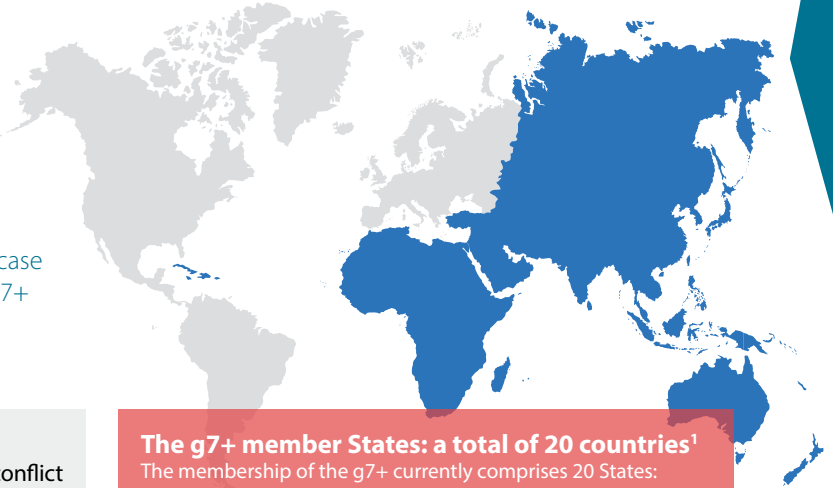 case
7+
conflict
The g7+ member States: a total of 20 countries¹
The membership of the g7+ currently comprises 20 States: